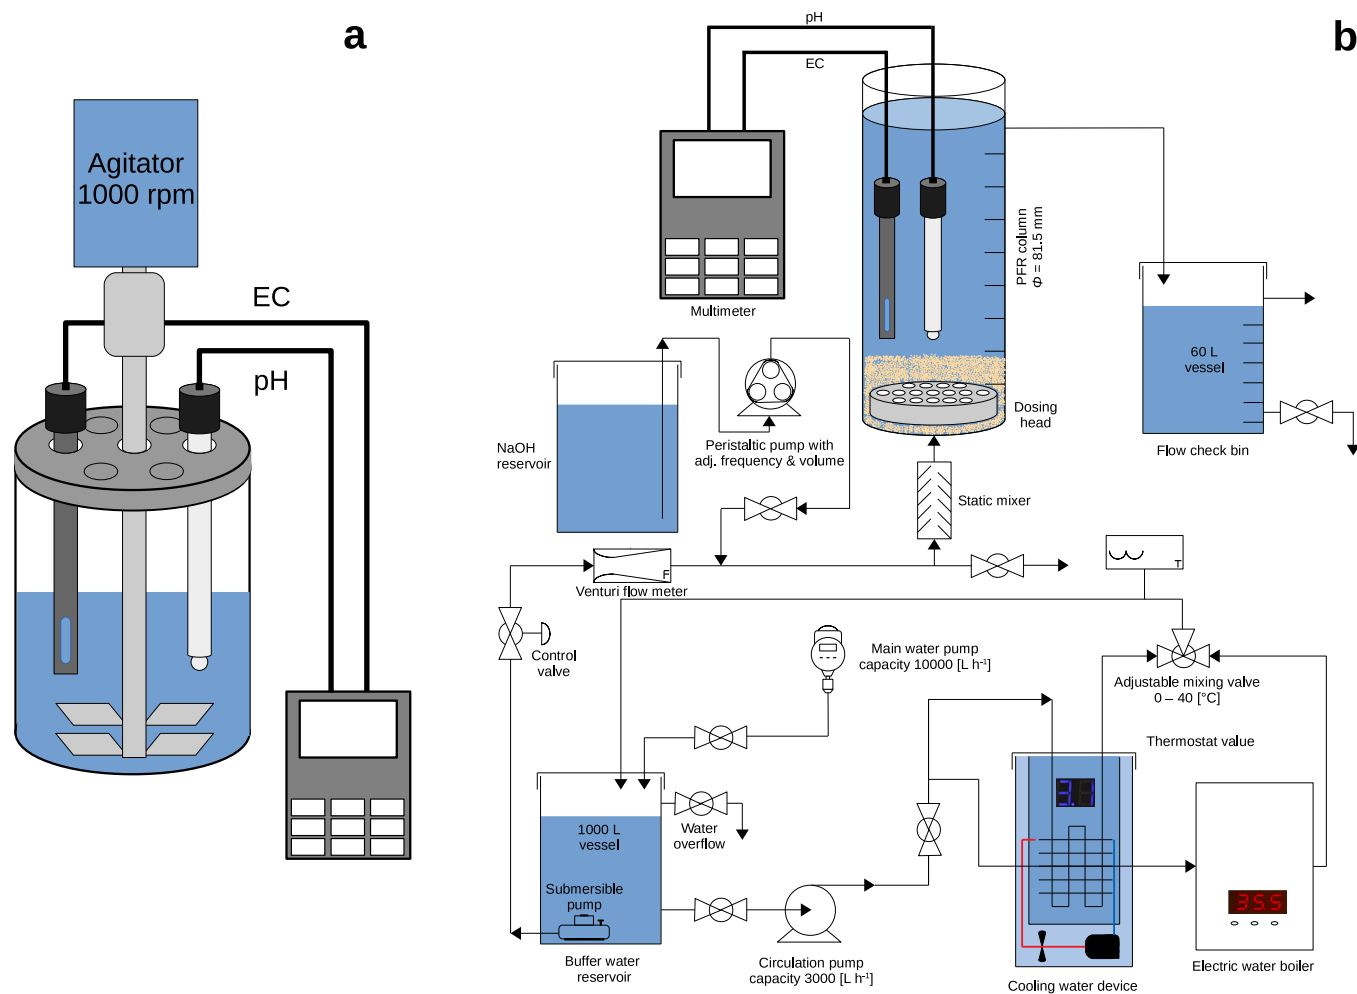 a
b
Agitator
1000 rpm
EC
pH
pH
EC
Multimeter
PFR column
Φ = 81.5 mm
60 L
vessel
Flow check bin
Dosing
head
NaOH
reservoir
Peristaltic pump with
adj. frequency & volume
Static mixer
F
Venturi flow meter
T
Control
valve
Main water pump
capacity 10000 [L h⁻¹]
Adjustable mixing valve
0 – 40 [°C]
Thermostat value
1000 L
vessel
Water
overflow
Submersible
pump
T
Buffer water
reservoir
Circulation pump
capacity 3000 [L h⁻¹]
3.1
Cooling water device
35.5
Electric water boiler